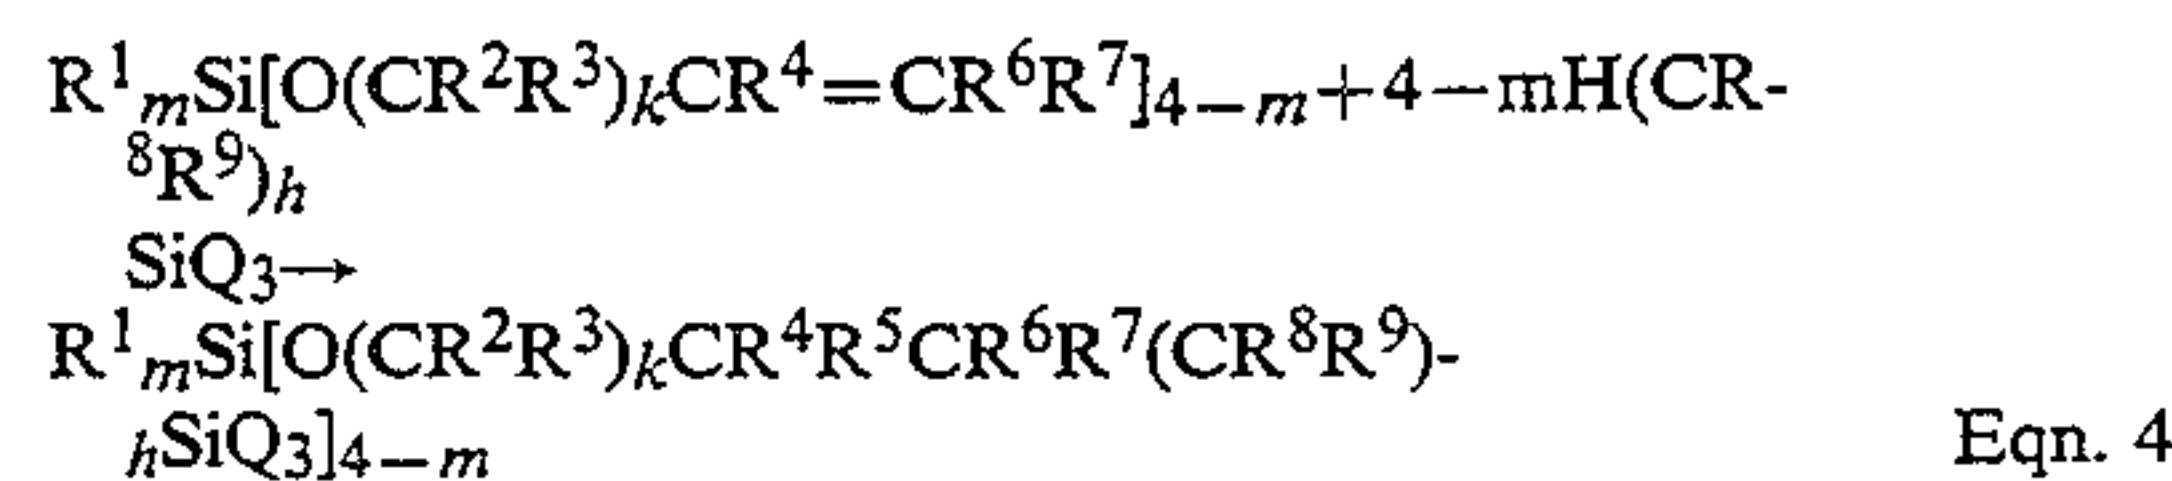 R¹ₘSi[O(CR²R³)ₖCR⁴=CR⁶R⁷]₄₋ₘ+4−mH(CR-
⁸R⁹)ₕ
SiQ₃→
R¹ₘSi[O(CR²R³)ₖCR⁴R⁵CR⁶R⁷(CR⁸R⁹)-
ₕSiQ₃]₄₋ₘ Eqn. 4